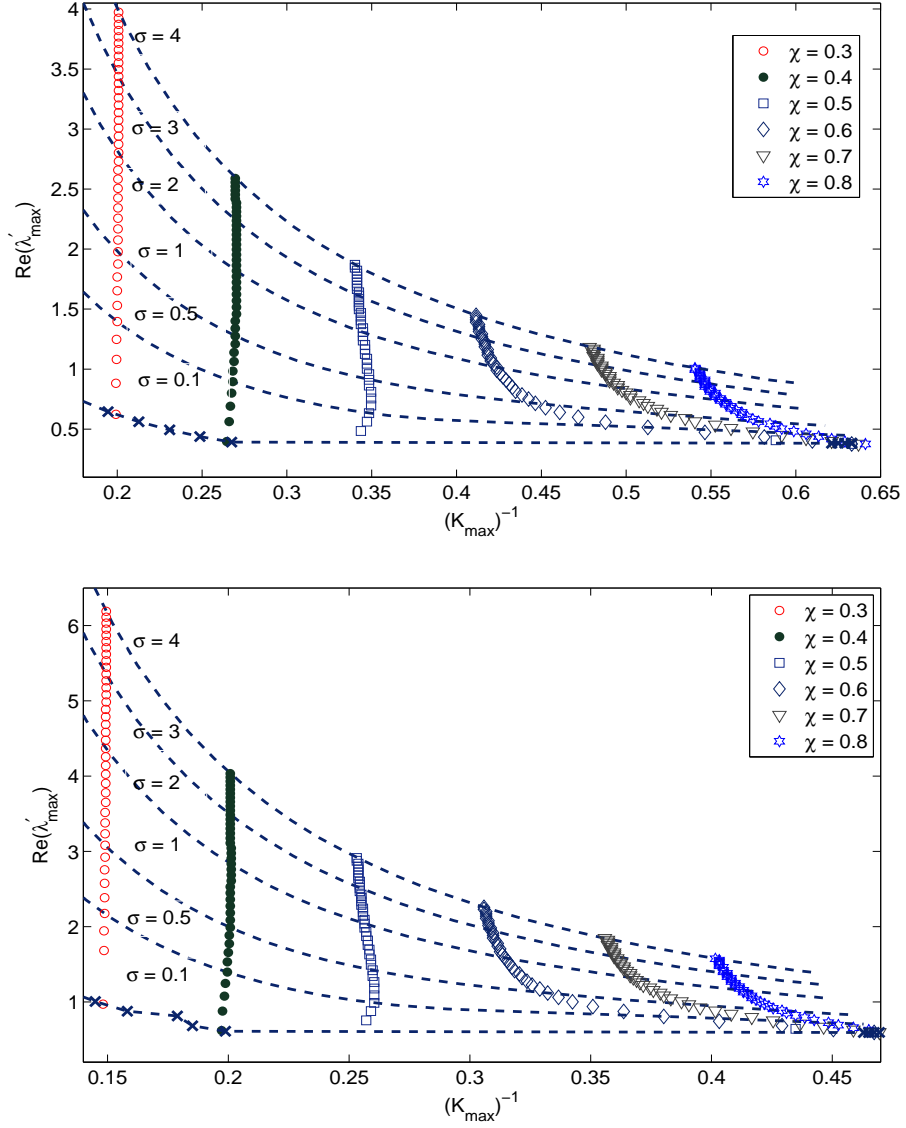 4
3.5
3
2.5
2
1.5
1
0.5
Re(λ'max)
σ = 4
σ = 3
σ = 2
σ = 1
σ = 0.5
σ = 0.1
χ = 0.3
χ = 0.4
χ = 0.5
χ = 0.6
χ = 0.7
χ = 0.8
0.2 0.25 0.3 0.35 0.4 0.45 0.5 0.55 0.6 0.65
(Kmax)−1
6
5
4
3
2
1
Re(λ'max)
σ = 4
σ = 3
σ = 2
σ = 1
σ = 0.5
σ = 0.1
χ = 0.3
χ = 0.4
χ = 0.5
χ = 0.6
χ = 0.7
χ = 0.8
0.15 0.2 0.25 0.3 0.35 0.4 0.45
(Kmax)−1